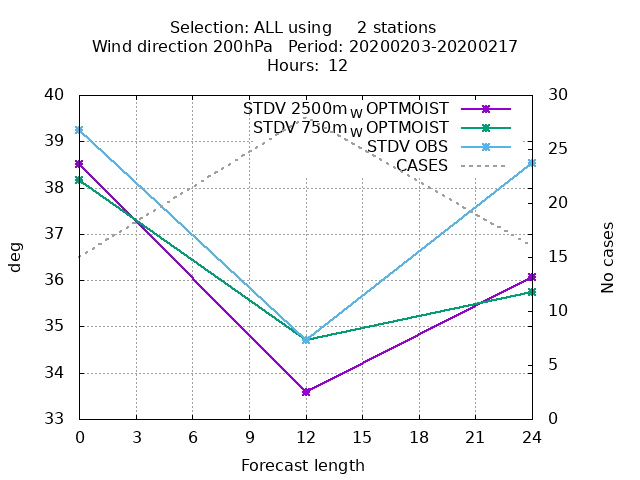 Selection: ALL using 2 stations
Wind direction 200hPa Period: 20200203-20200217
Hours: 12
STDV 2500m_W OPTMOIST
STDV 750m_W OPTMOIST
STDV OBS
CASES
40
39
38
37
36
35
34
33
deg
30
25
20
15
10
5
0
No cases
0 3 6 9 12 15 18 21 24
Forecast length